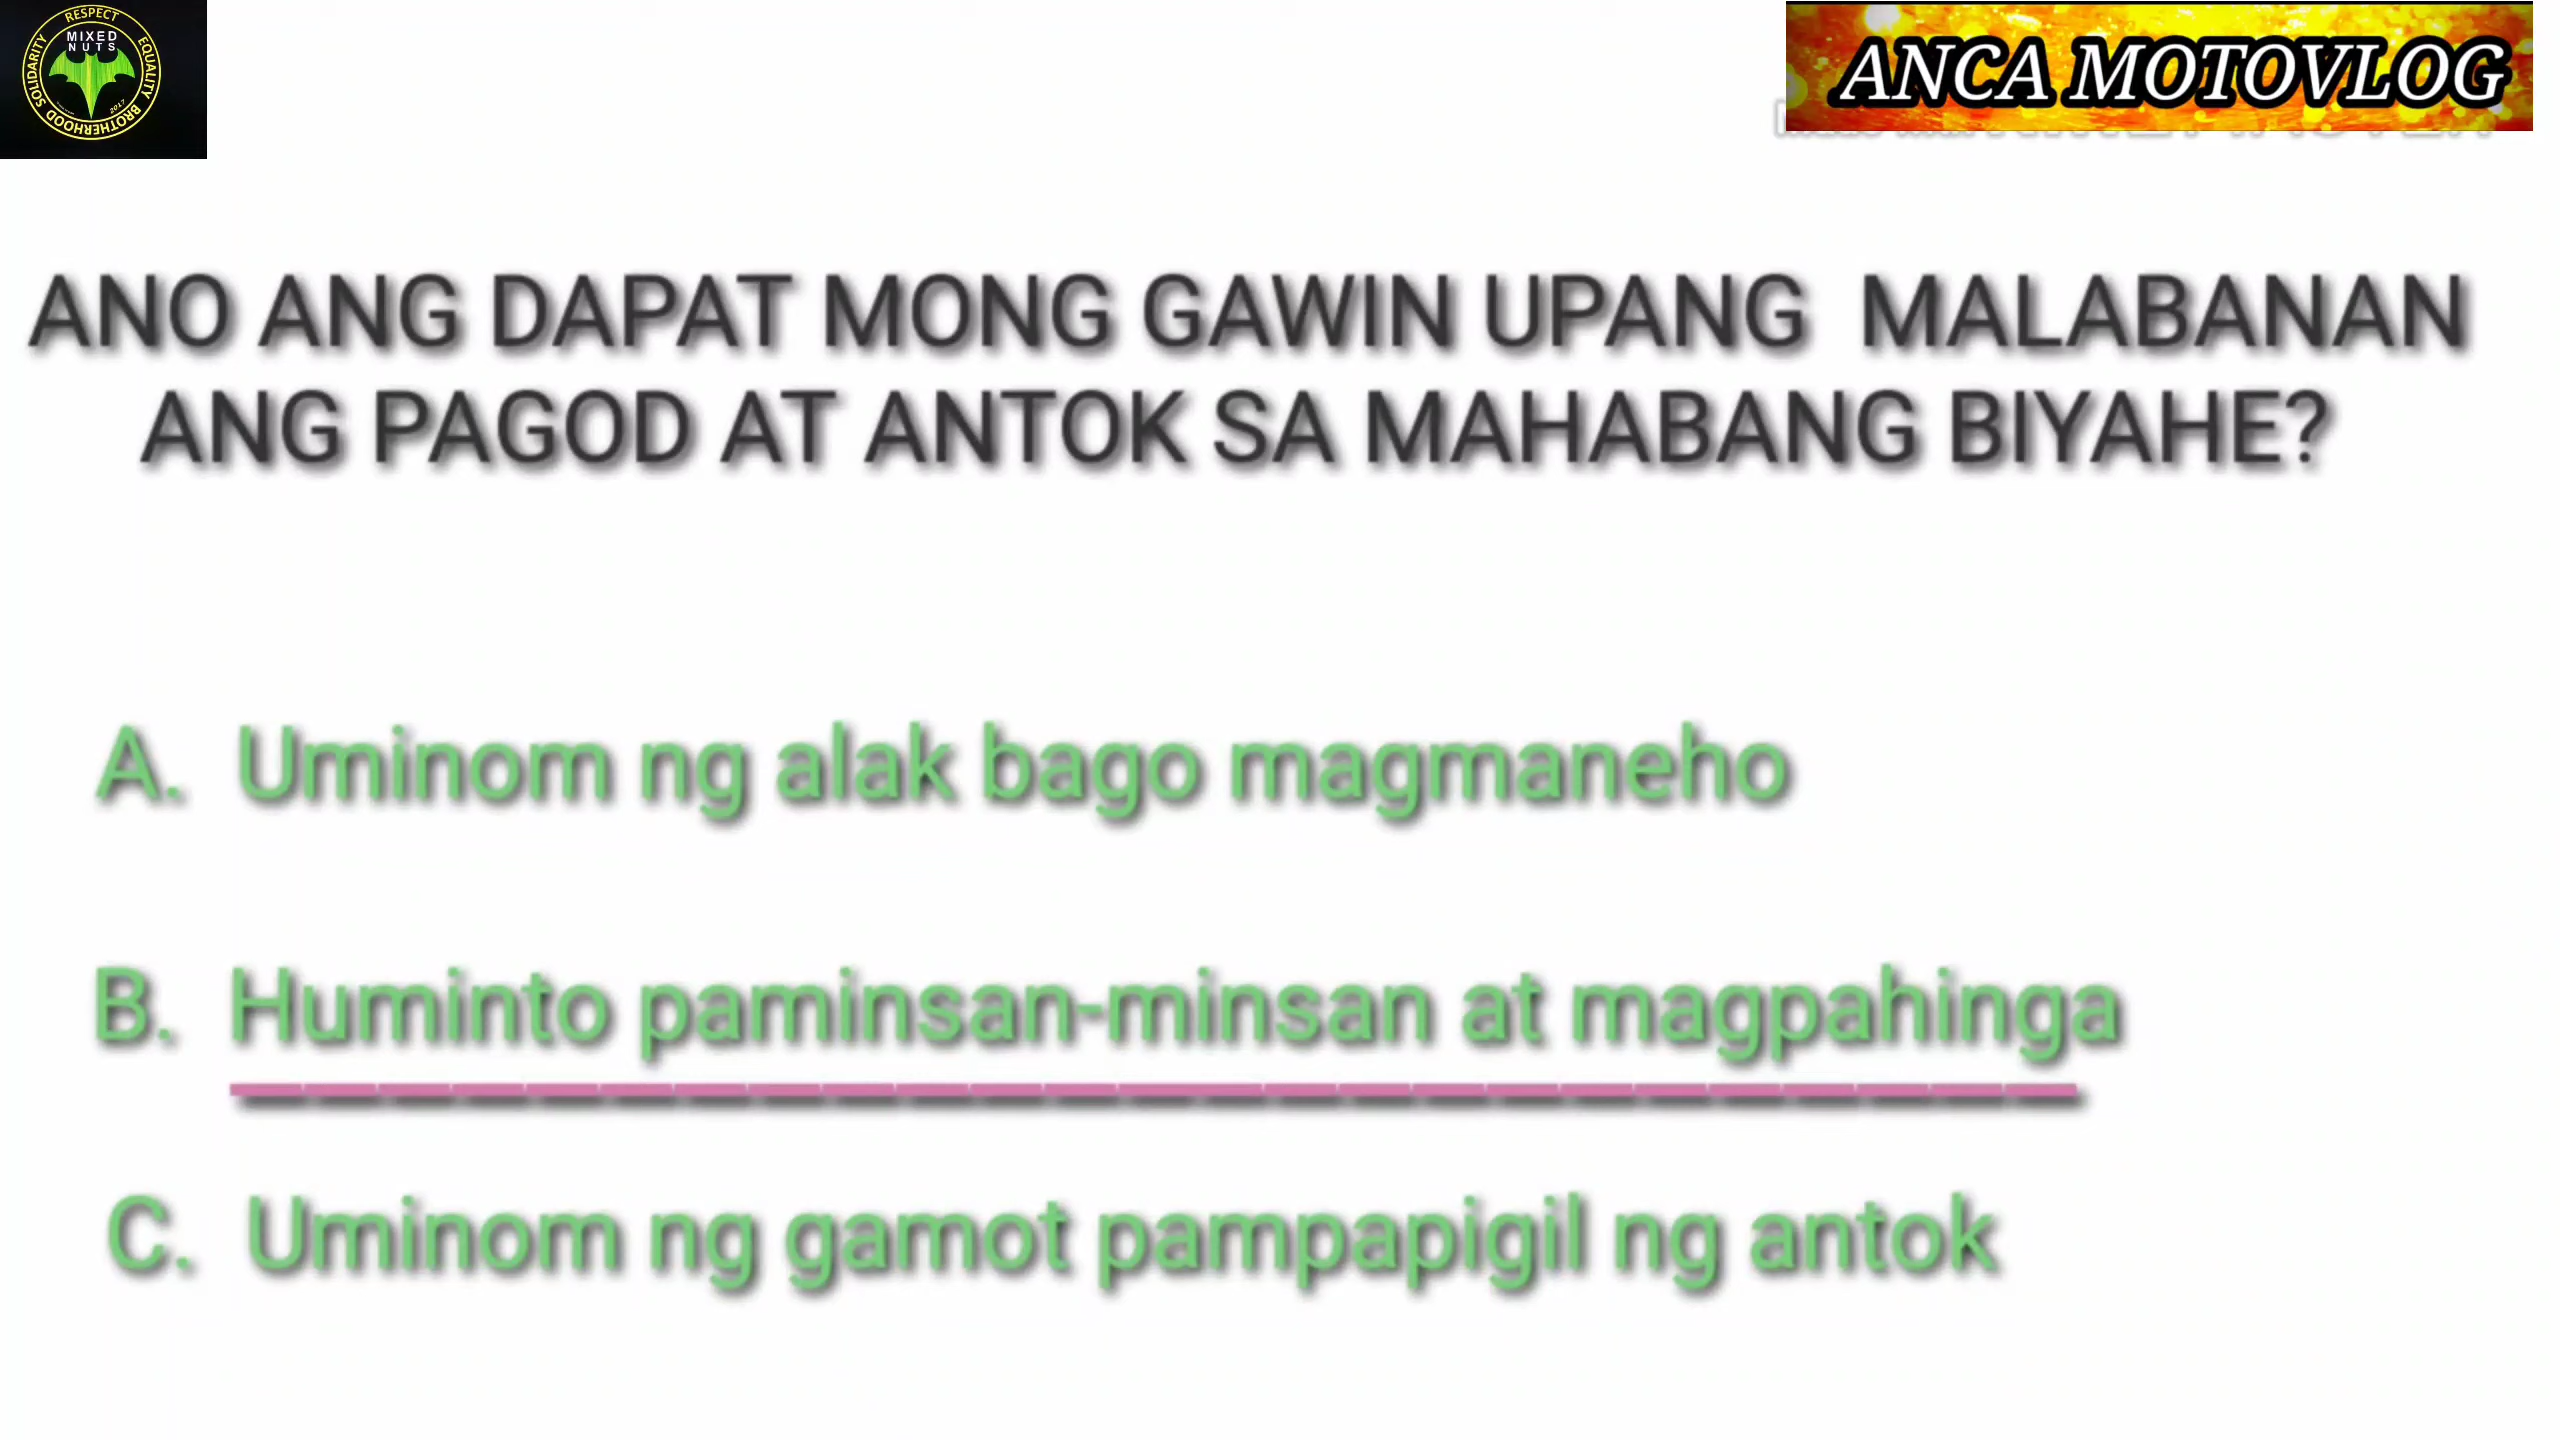 RESPECT
EQUALITY
BROTHERHOOD
SOLIDARITY
MIXED
NUTS
2017
ANCA MOTOVLOG
ANO ANG DAPAT MONG GAWIN UPANG MALABANAN
ANG PAGOD AT ANTOK SA MAHABANG BIYAHE?
A. Uminom ng alak bago magmaneho
B. Huminto paminsan-minsan at magpahinga
C. Uminom ng gamot pampapigil ng antok